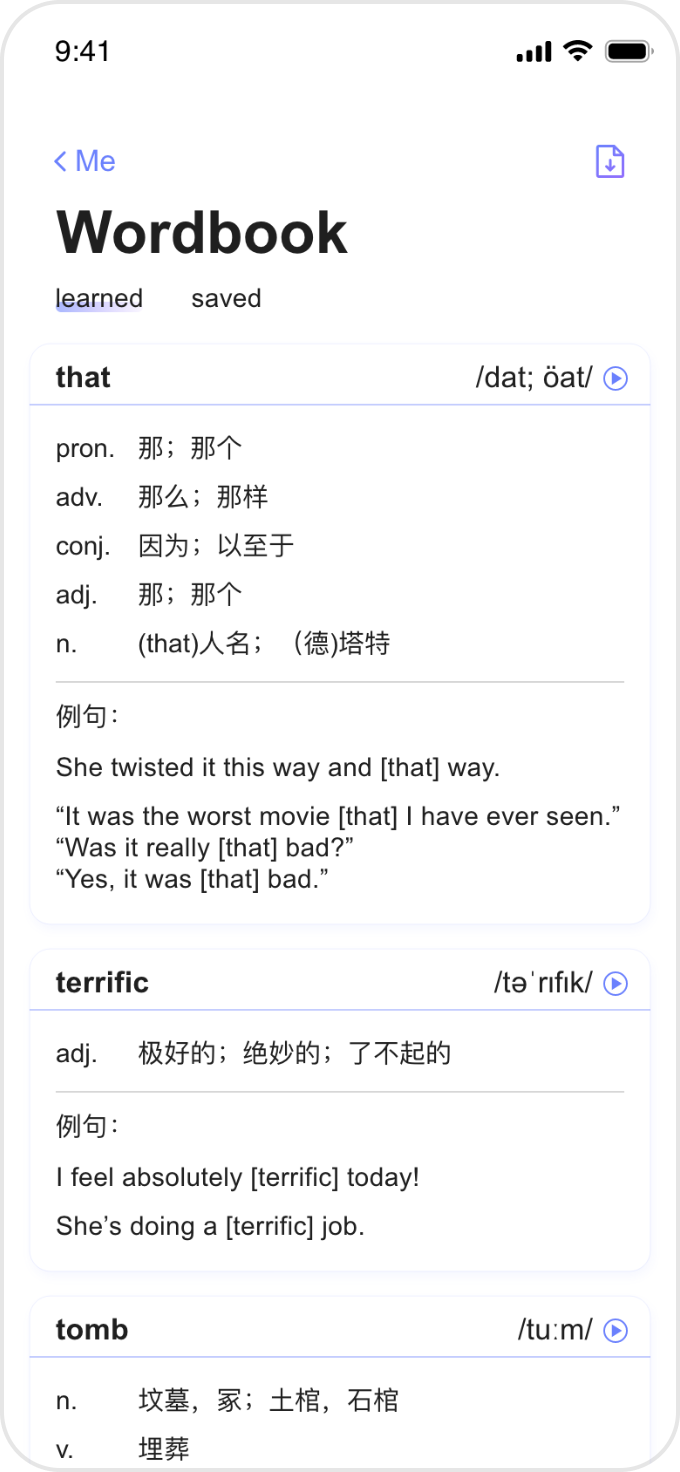 9:41
Me
Wordbook
learned saved
that /dat; öat/
pron. 那；那个
adv. 那么；那样
conj. 因为；以至于
adj. 那；那个
n. (that)人名；（德)塔特
例句：
She twisted it this way and [that] way.
“It was the worst movie [that] I have ever seen.”
“Was it really [that] bad?”
“Yes, it was [that] bad.”
terrific /təˈrıfık/
adj. 极好的；绝妙的；了不起的
例句：
I feel absolutely [terrific] today!
She’s doing a [terrific] job.
tomb /tuːm/
n. 坟墓，冢；土棺，石棺
v. 埋葬